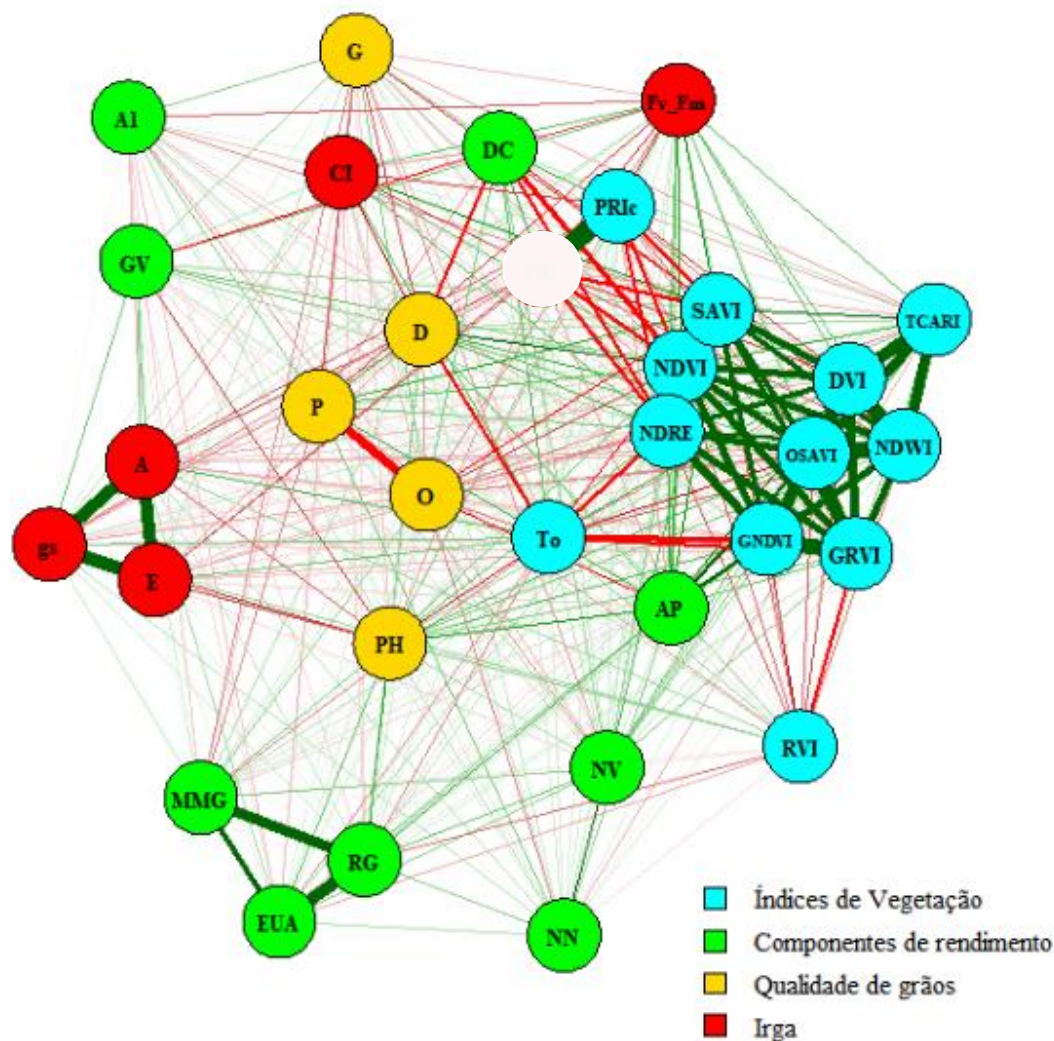 G
Fv_Fm
A1
DC
CI
PRIc
GV
SAVI
TCARI
D
NDVI
DVI
P
NDRE
OSAVI
NDWI
A
O
gs
To
GNDVI
GRVI
E
AP
PH
RVI
NV
MMG
RG
EUA
NN
Índices de Vegetação
Componentes de rendimento
Qualidade de grãos
Irga